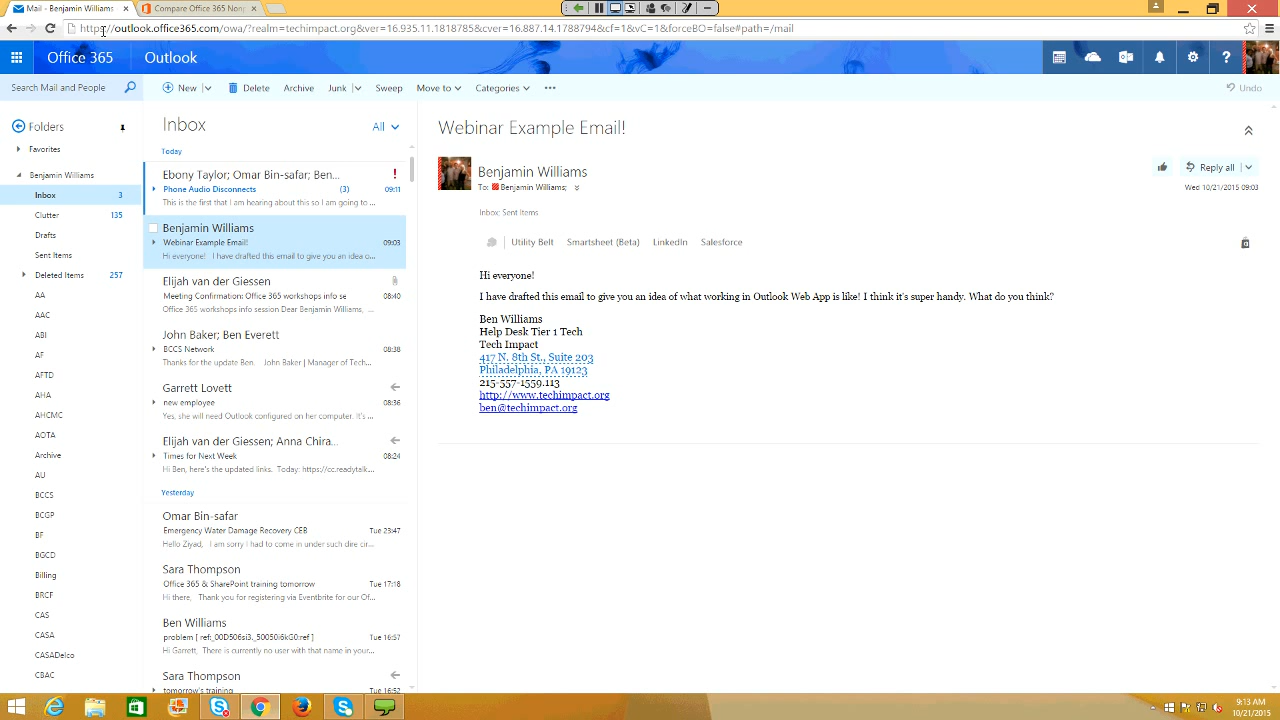 Mail - Benjamin Williams
Compare Office 365 Non
https://outlook.office365.com/owa/?realm=techimpact.org&ver=16.935.11.1818785&cver=16.887.14.1788794&cf=1&vC=1&forceBO=false#path=/mail
Office 365
Outlook
Search Mail and People
New
Delete
Archive
Junk
Sweep
Move to
Categories
Undo
Folders
Favorites
Benjamin Williams
Inbox 3
Clutter 135
Drafts
Sent Items
Deleted Items 257
AA
AAC
ABI
AF
AFTD
AHA
AHCMC
AOTA
Archive
AU
BCCS
BCGP
BF
BGCD
Billing
BRCF
CAS
CASA
CASADelco
CBAC
Inbox
All
Today
Ebony Taylor; Omar Bin-safar; Ben...
Phone Audio Disconnects (3) 09:11
This is the first that I am hearing about this so I am going to ...
Benjamin Williams
Webinar Example Email! 09:03
Hi everyone! I have drafted this email to give you an idea o...
Elijah van der Giessen
Meeting Confirmation: Office 365 workshops info se 08:40
Office 365 workshops info session Dear Benjamin Williams, ...
John Baker; Ben Everett
BCCS Network 08:38
Thanks for the update Ben. John Baker | Manager of Tech...
Garrett Lovett
new employee 08:36
Yes, she will need Outlook configured on her computer. It's ...
Elijah van der Giessen; Anna Chira...
Times for Next Week 08:24
Hi Ben, here's the updated links. Today: https://cc.readytalk...
Yesterday
Omar Bin-safar
Emergency Water Damage Recovery CEB Tue 23:47
Hello Ziyad, I am sorry I had to come in under such dire cir...
Sara Thompson
Office 365 & SharePoint training tomorrow Tue 17:18
Hi there, Thank you for registering via Eventbrite for our Of...
Ben Williams
problem [ ref:_00D506si3._50050i6kG0:ref ] Tue 16:57
Hi Garrett, There is currently no user with that name in your...
Sara Thompson
tomorrow's training Tue 16:52
Webinar Example Email!
Benjamin Williams
To: Benjamin Williams;
Reply all
Wed 10/21/2015 09:03
Inbox; Sent Items
Utility Belt
Smartsheet (Beta)
LinkedIn
Salesforce
Hi everyone!
I have drafted this email to give you an idea of what working in Outlook Web App is like! I think it's super handy. What do you think?
Ben Williams
Help Desk Tier 1 Tech
Tech Impact
417 N. 8th St., Suite 203
Philadelphia, PA 19123
215-557-1559.113
http://www.techimpact.org
ben@techimpact.org
9:13 AM
10/21/2015